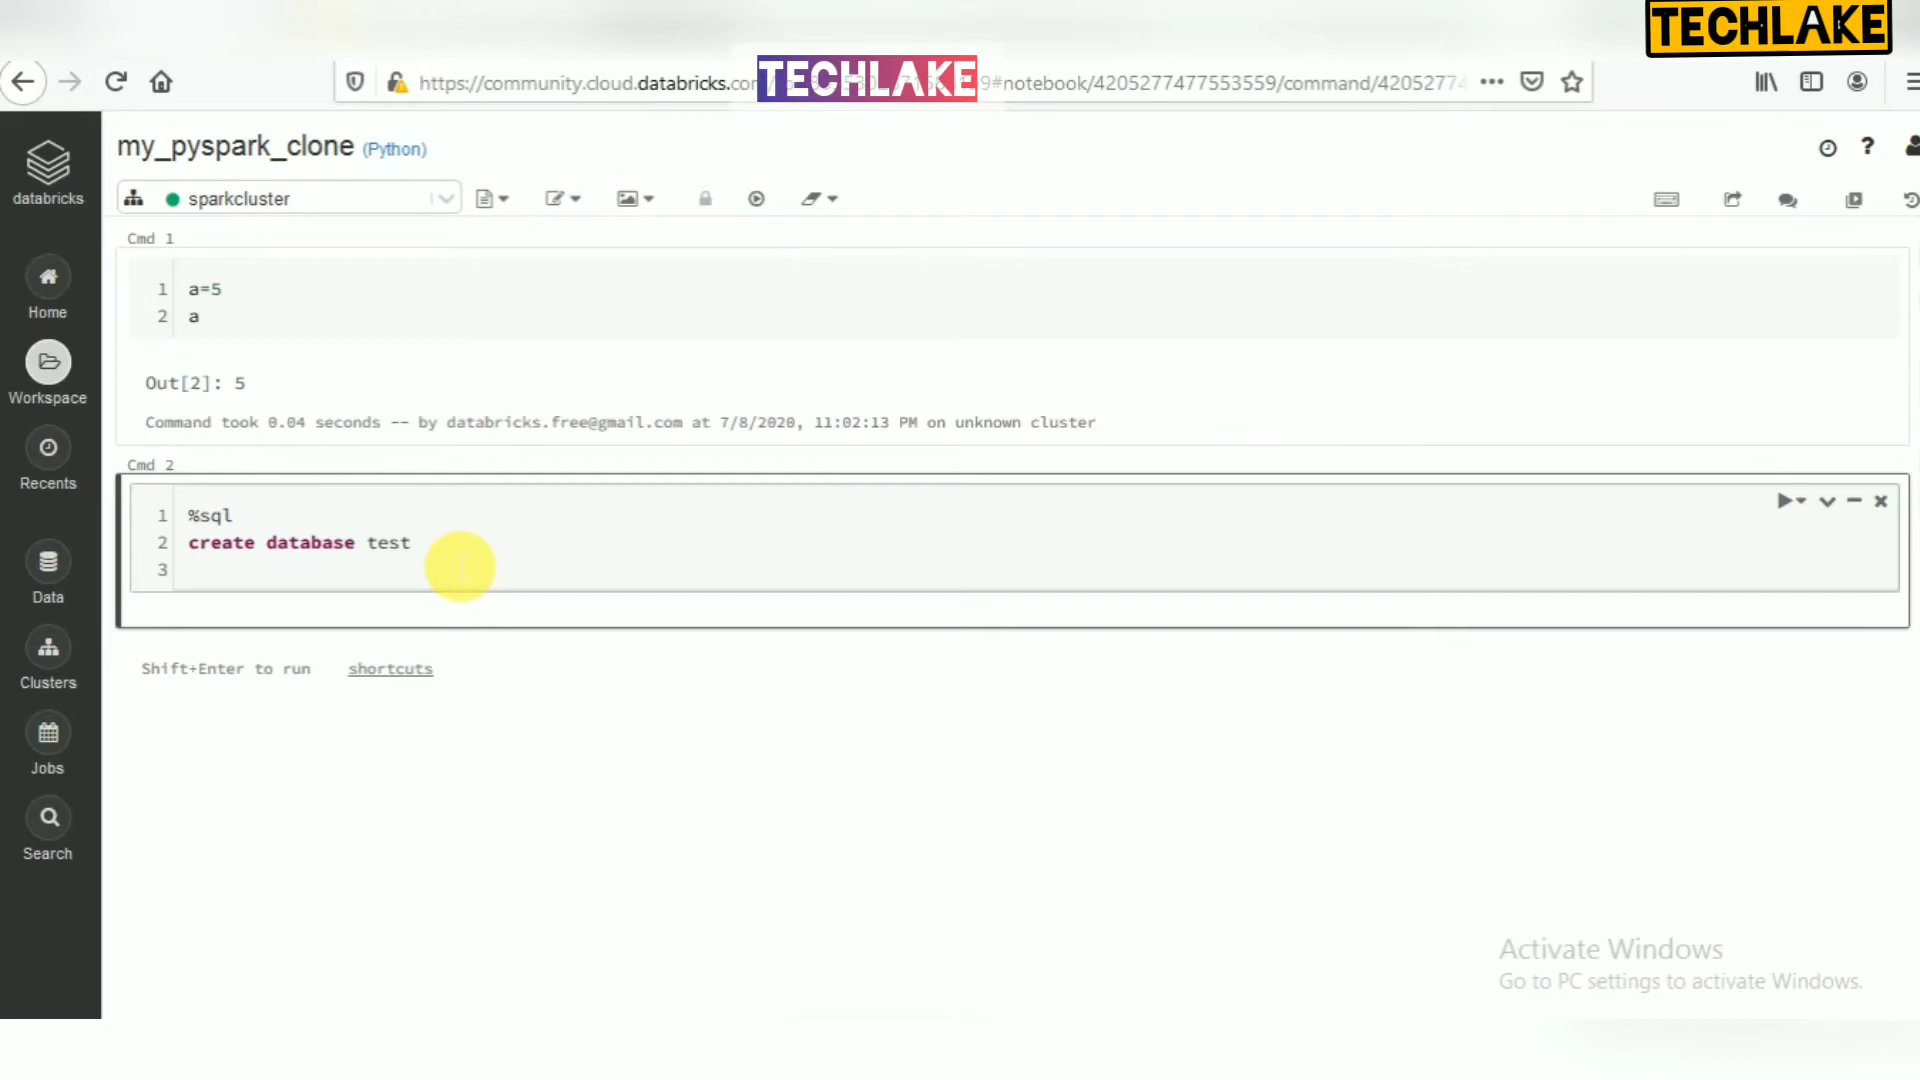 TECHLAKE
https://community.cloud.databricks.co
TECHLAKE
9#notebook/4205277477553559/command/42052774
databricks
my_pyspark_clone (Python)
?
sparkcluster
Cmd 1
1 a=5
2 a
Out[2]: 5
Command took 0.04 seconds -- by databricks.free@gmail.com at 7/8/2020, 11:02:13 PM on unknown cluster
Cmd 2
1 %sql
2 create database test
3
Shift+Enter to run shortcuts
Home
Workspace
Recents
Data
Clusters
Jobs
Search
Activate Windows
Go to PC settings to activate Windows.